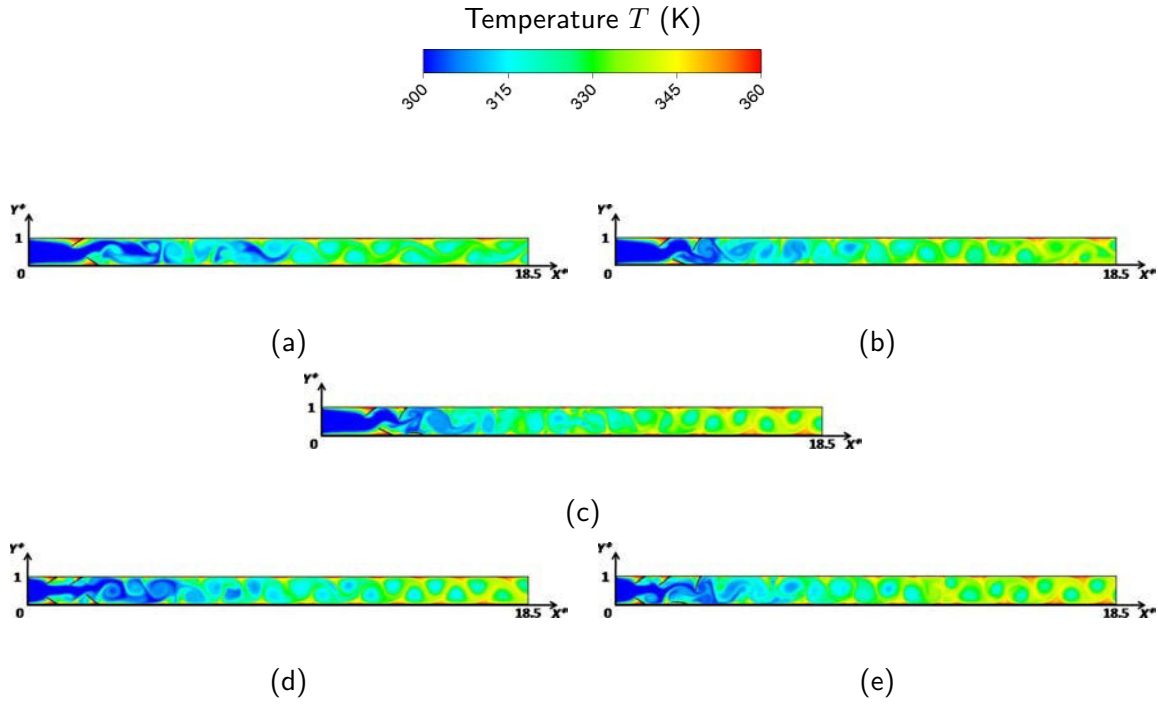 Temperature T (K)
300 315 330 345 360
Y*
1
0
18.5 X*
(a)
Y*
1
0
18.5 X*
(b)
Y*
1
0
18.5 X*
(c)
Y*
1
0
18.5 X*
(d)
Y*
1
0
18.5 X*
(e)